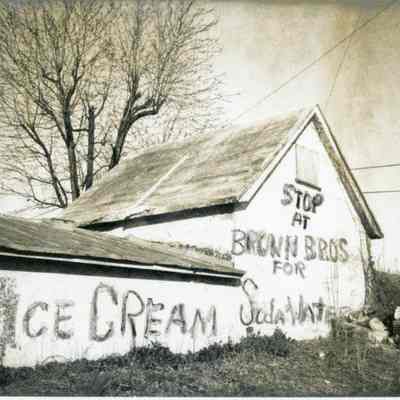 STOP
AT
BROWN BROS
FOR
Soda Water
ICE CREAM